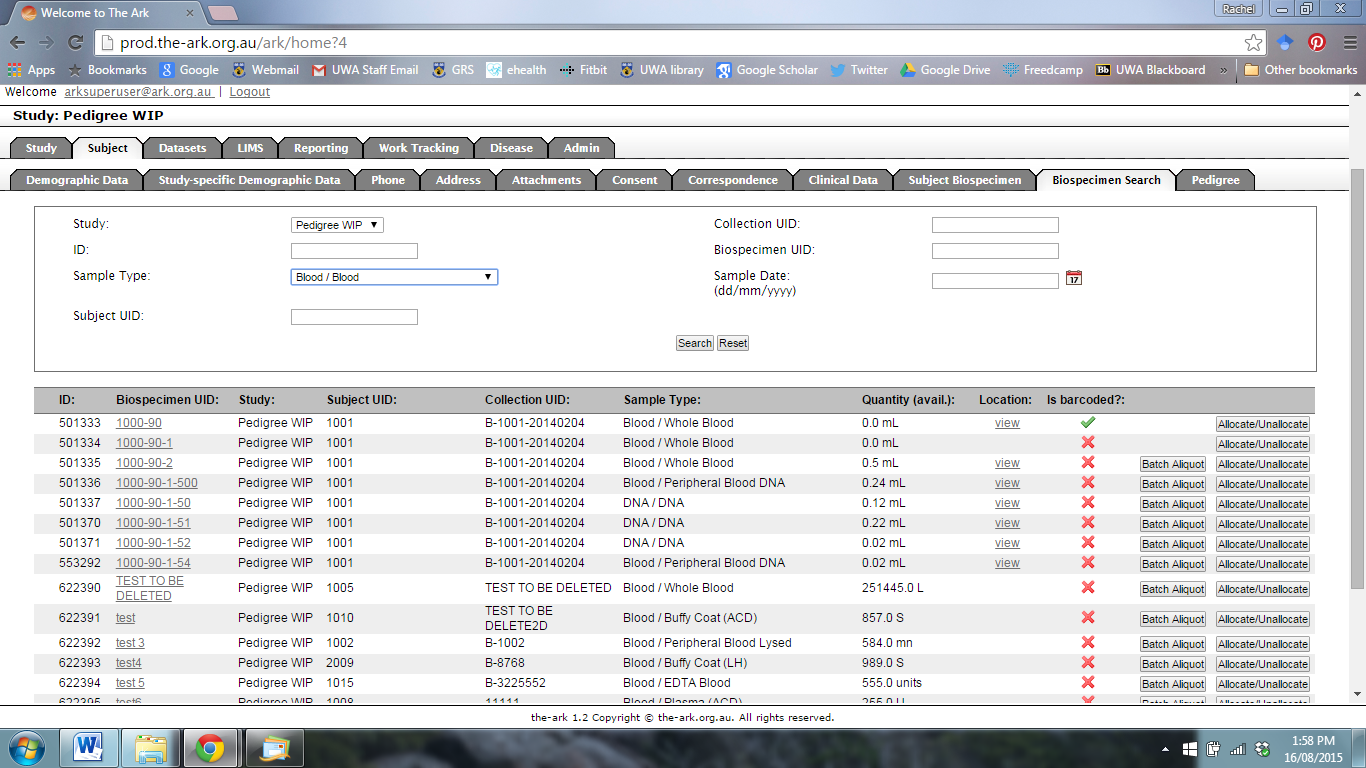 Welcome to The Ark
Rachel
prod.the-ark.org.au/ark/home?4
Apps Bookmarks Google Webmail UWA Staff Email GRS ehealth Fitbit UWA library Google Scholar Twitter Google Drive Freedcamp Bb UWA Blackboard » Other bookmarks
Welcome arksuperuser@ark.org.au | Logout
Study: Pedigree WIP
Study Subject Datasets LIMS Reporting Work Tracking Disease Admin
Demographic Data Study-specific Demographic Data Phone Address Attachments Consent Correspondence Clinical Data Subject Biospecimen Biospecimen Search Pedigree
Study: Pedigree WIP Collection UID:
ID: Biospecimen UID:
Sample Type: Blood / Blood Sample Date:
(dd/mm/yyyy) 17
Subject UID:
Search Reset
ID: Biospecimen UID: Study: Subject UID: Collection UID: Sample Type: Quantity (avail.): Location: Is barcoded?:
501333 1000-90 Pedigree WIP 1001 B-1001-20140204 Blood / Whole Blood 0.0 mL view Allocate/Unallocate
501334 1000-90-1 Pedigree WIP 1001 B-1001-20140204 Blood / Whole Blood 0.0 mL Allocate/Unallocate
501335 1000-90-2 Pedigree WIP 1001 B-1001-20140204 Blood / Whole Blood 0.5 mL view Batch Aliquot Allocate/Unallocate
501336 1000-90-1-500 Pedigree WIP 1001 B-1001-20140204 Blood / Peripheral Blood DNA 0.24 mL view Batch Aliquot Allocate/Unallocate
501337 1000-90-1-50 Pedigree WIP 1001 B-1001-20140204 DNA / DNA 0.12 mL view Batch Aliquot Allocate/Unallocate
501370 1000-90-1-51 Pedigree WIP 1001 B-1001-20140204 DNA / DNA 0.22 mL view Batch Aliquot Allocate/Unallocate
501371 1000-90-1-52 Pedigree WIP 1001 B-1001-20140204 DNA / DNA 0.02 mL view Batch Aliquot Allocate/Unallocate
553292 1000-90-1-54 Pedigree WIP 1001 B-1001-20140204 Blood / Peripheral Blood DNA 0.02 mL view Batch Aliquot Allocate/Unallocate
622390 TEST TO BE DELETED Pedigree WIP 1005 TEST TO BE DELETED Blood / Whole Blood 251445.0 L Batch Aliquot Allocate/Unallocate
622391 test Pedigree WIP 1010 TEST TO BE DELETE2D Blood / Buffy Coat (ACD) 857.0 S Batch Aliquot Allocate/Unallocate
622392 test 3 Pedigree WIP 1002 B-1002 Blood / Peripheral Blood Lysed 584.0 mn Batch Aliquot Allocate/Unallocate
622393 test4 Pedigree WIP 2009 B-8768 Blood / Buffy Coat (LH) 989.0 S Batch Aliquot Allocate/Unallocate
622394 test 5 Pedigree WIP 1015 B-3225552 Blood / EDTA Blood 555.0 units Batch Aliquot Allocate/Unallocate
622395 test6 Pedigree WIP 1008 11111 Blood / Plasma (ACD)
the-ark 1.2 Copyright © the-ark.org.au. All rights reserved.
1:58 PM
16/08/2015